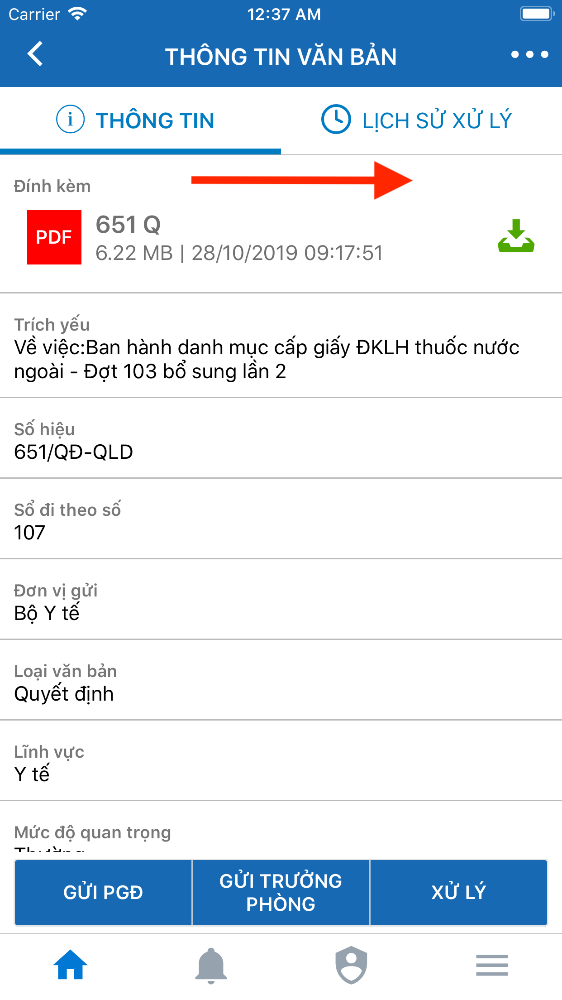 Carrier 12:37 AM
THÔNG TIN VĂN BẢN
i THÔNG TIN
LỊCH SỬ XỬ LÝ
Đính kèm
PDF
651 Q
6.22 MB | 28/10/2019 09:17:51
Trích yếu
Về việc:Ban hành danh mục cấp giấy ĐKLH thuốc nước
ngoài - Đợt 103 bổ sung lần 2
Số hiệu
651/QĐ-QLD
Sổ đi theo số
107
Đơn vị gửi
Bộ Y tế
Loại văn bản
Quyết định
Lĩnh vực
Y tế
Mức độ quan trọng
Thường
GỬI PGĐ
GỬI TRƯỞNG
PHÒNG
XỬ LÝ